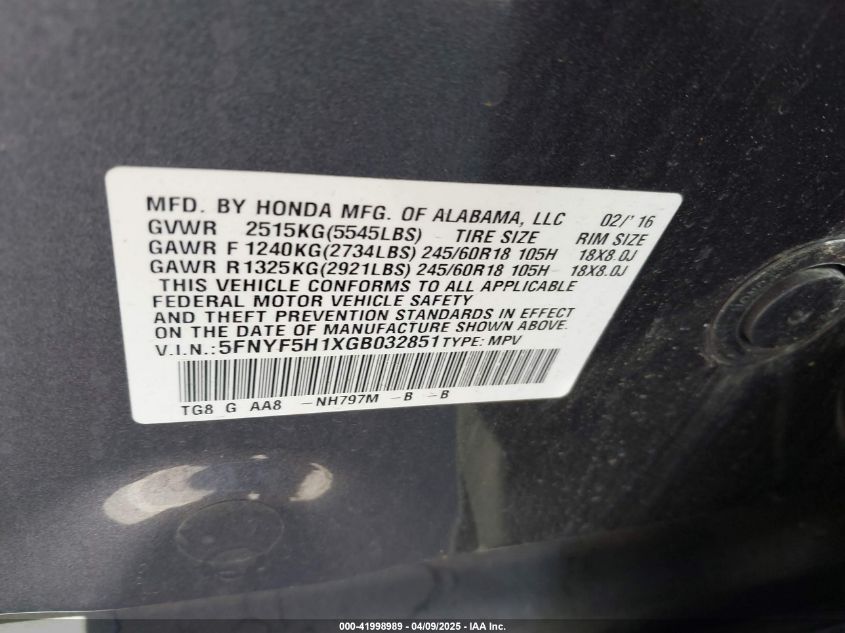 MFD. BY HONDA MFG. OF ALABAMA, LLC 02/'16
GVWR 2515KG(5545LBS) TIRE SIZE RIM SIZE
GAWR F 1240KG(2734LBS) 245/60R18 105H 18X8.0J
GAWR R 1325KG(2921LBS) 245/60R18 105H 18X8.0J
THIS VEHICLE CONFORMS TO ALL APPLICABLE
FEDERAL MOTOR VEHICLE SAFETY
AND THEFT PREVENTION STANDARDS IN EFFECT
ON THE DATE OF MANUFACTURE SHOWN ABOVE.
V.I.N.:5FNYF5H1XGB032851 TYPE: MPV
TG8 G AA8 -NH797M -B -B
000-41998989 - 04/09/2025 - IAA Inc.